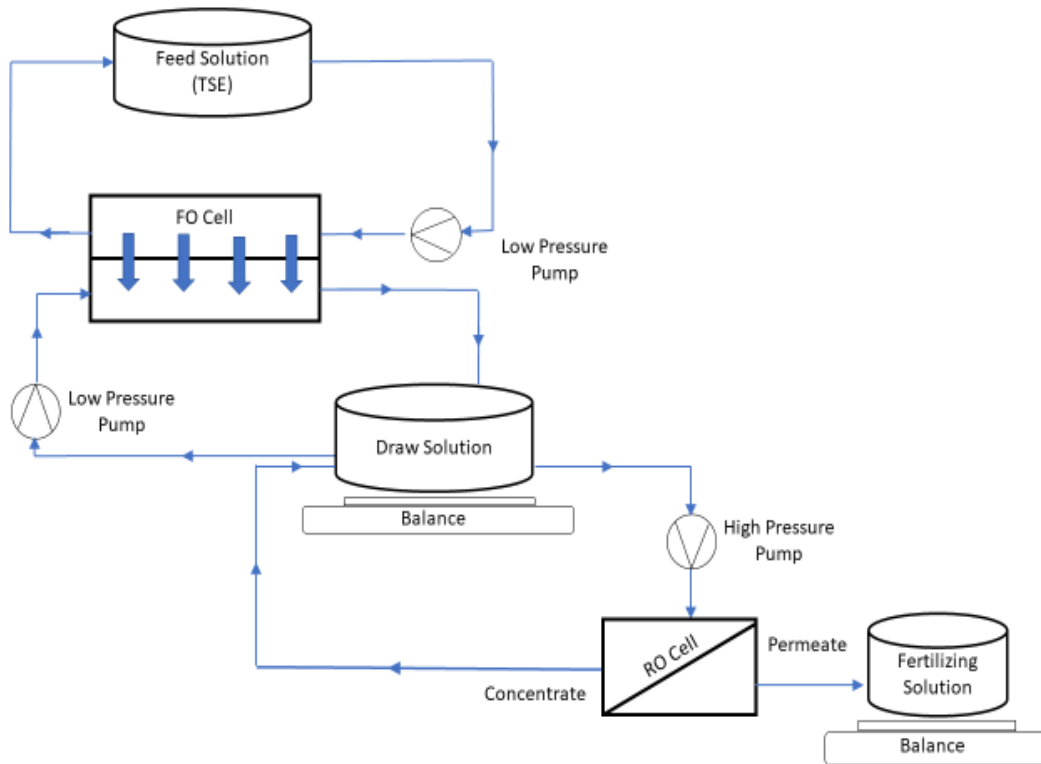 Feed Solution
(TSE)
FO Cell
Low Pressure
Pump
Low Pressure
Pump
Draw Solution
Balance
High Pressure
Pump
RO Cell
Permeate
Concentrate
Fertilizing
Solution
Balance